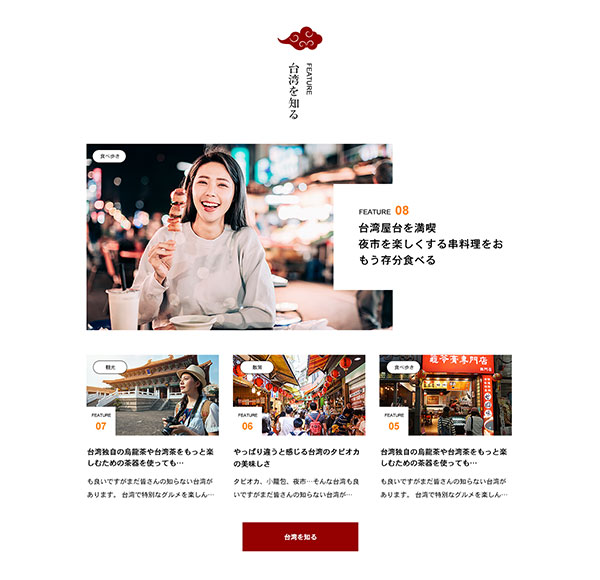 FEATURE
台湾を知る
食べ歩き
FEATURE 08
台湾屋台を満喫
夜市を楽しくする串料理をお
もう存分食べる
観光
FEATURE
07
台湾独自の烏龍茶や台湾茶をもっと楽
しむための茶器を使っても…
も良いですがまだ皆さんの知らない台湾が
あります。 台湾で特別なグルメを楽しん…
散策
FEATURE
06
やっぱり違うと感じる台湾のタピオカ
の美味しさ
タピオカ、小籠包、夜市…そんな台湾も良
いですがまだ皆さんの知らない台湾が…
食べ歩き
專門店
FEATURE
05
台湾独自の烏龍茶や台湾茶をもっと楽
しむための茶器を使っても…
も良いですがまだ皆さんの知らない台湾が
あります。 台湾で特別なグルメを楽しん…
台湾を知る